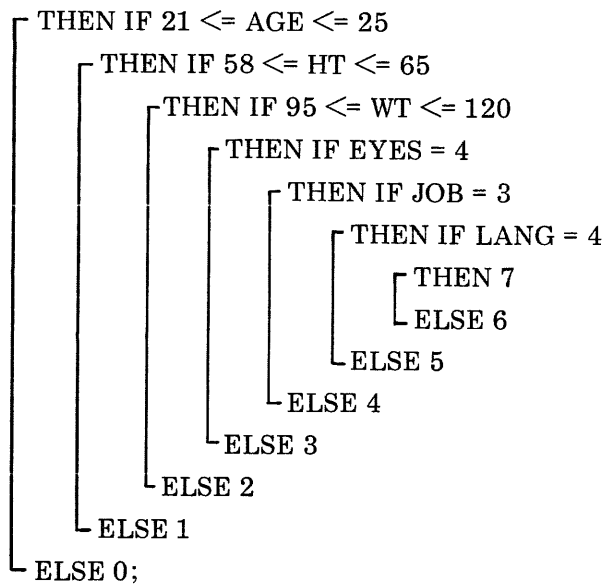 THEN IF 21 <= AGE <= 25
THEN IF 58 <= HT <= 65
THEN IF 95 <= WT <= 120
THEN IF EYES = 4
THEN IF JOB = 3
THEN IF LANG = 4
THEN 7
ELSE 6
ELSE 5
ELSE 4
ELSE 3
ELSE 2
ELSE 1
ELSE 0;